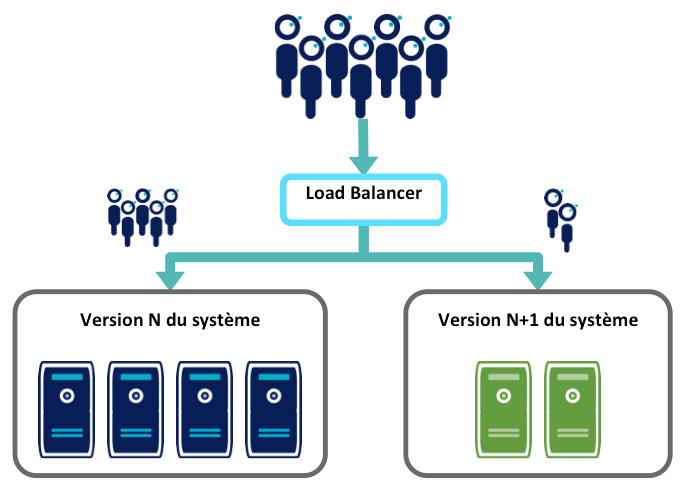 Load Balancer
Version N du système
Version N+1 du système